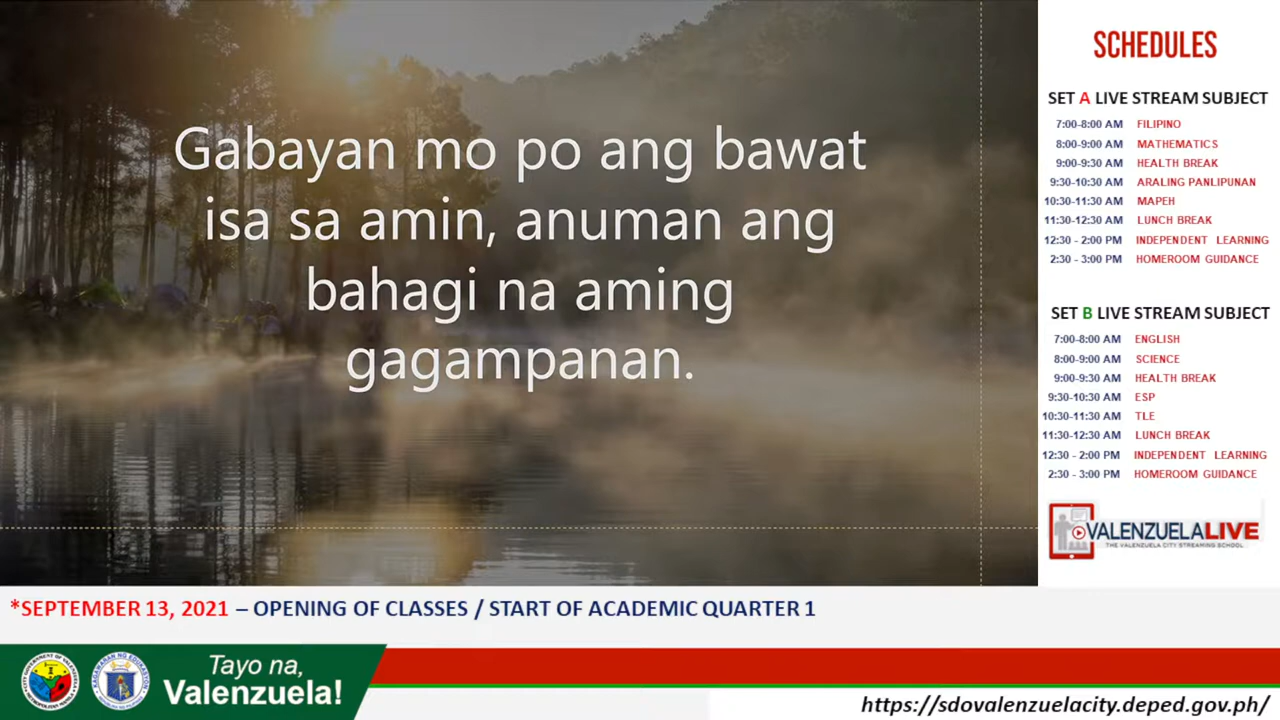 Gabayan mo po ang bawat
isa sa amin, anuman ang
bahagi na aming
gagampanan.
SCHEDULES
SET A LIVE STREAM SUBJECT
7:00-8:00 AM FILIPINO
8:00-9:00 AM MATHEMATICS
9:00-9:30 AM HEALTH BREAK
9:30-10:30 AM ARALING PANLIPUNAN
10:30-11:30 AM MAPEH
11:30-12:30 AM LUNCH BREAK
12:30 - 2:00 PM INDEPENDENT LEARNING
2:30 - 3:00 PM HOMEROOM GUIDANCE
SET B LIVE STREAM SUBJECT
7:00-8:00 AM ENGLISH
8:00-9:00 AM SCIENCE
9:00-9:30 AM HEALTH BREAK
9:30-10:30 AM ESP
10:30-11:30 AM TLE
11:30-12:30 AM LUNCH BREAK
12:30 - 2:00 PM INDEPENDENT LEARNING
2:30 - 3:00 PM HOMEROOM GUIDANCE
VALENZUELALIVE
THE VALENZUELA CITY STREAMING SCHOOL
*SEPTEMBER 13, 2021 – OPENING OF CLASSES / START OF ACADEMIC QUARTER 1
Tayo na,
Valenzuela!
https://sdovalenzuelacity.deped.gov.ph/